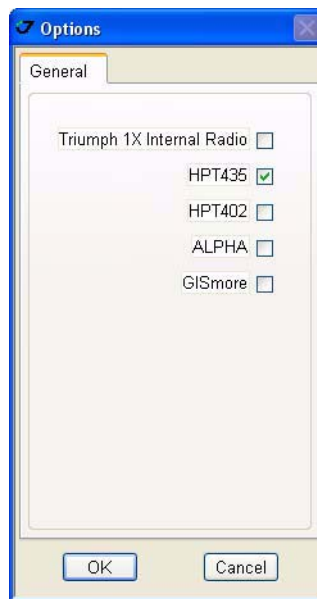 Options
General
Triumph 1X Internal Radio
HPT435
HPT402
ALPHA
GISmore
OK
Cancel